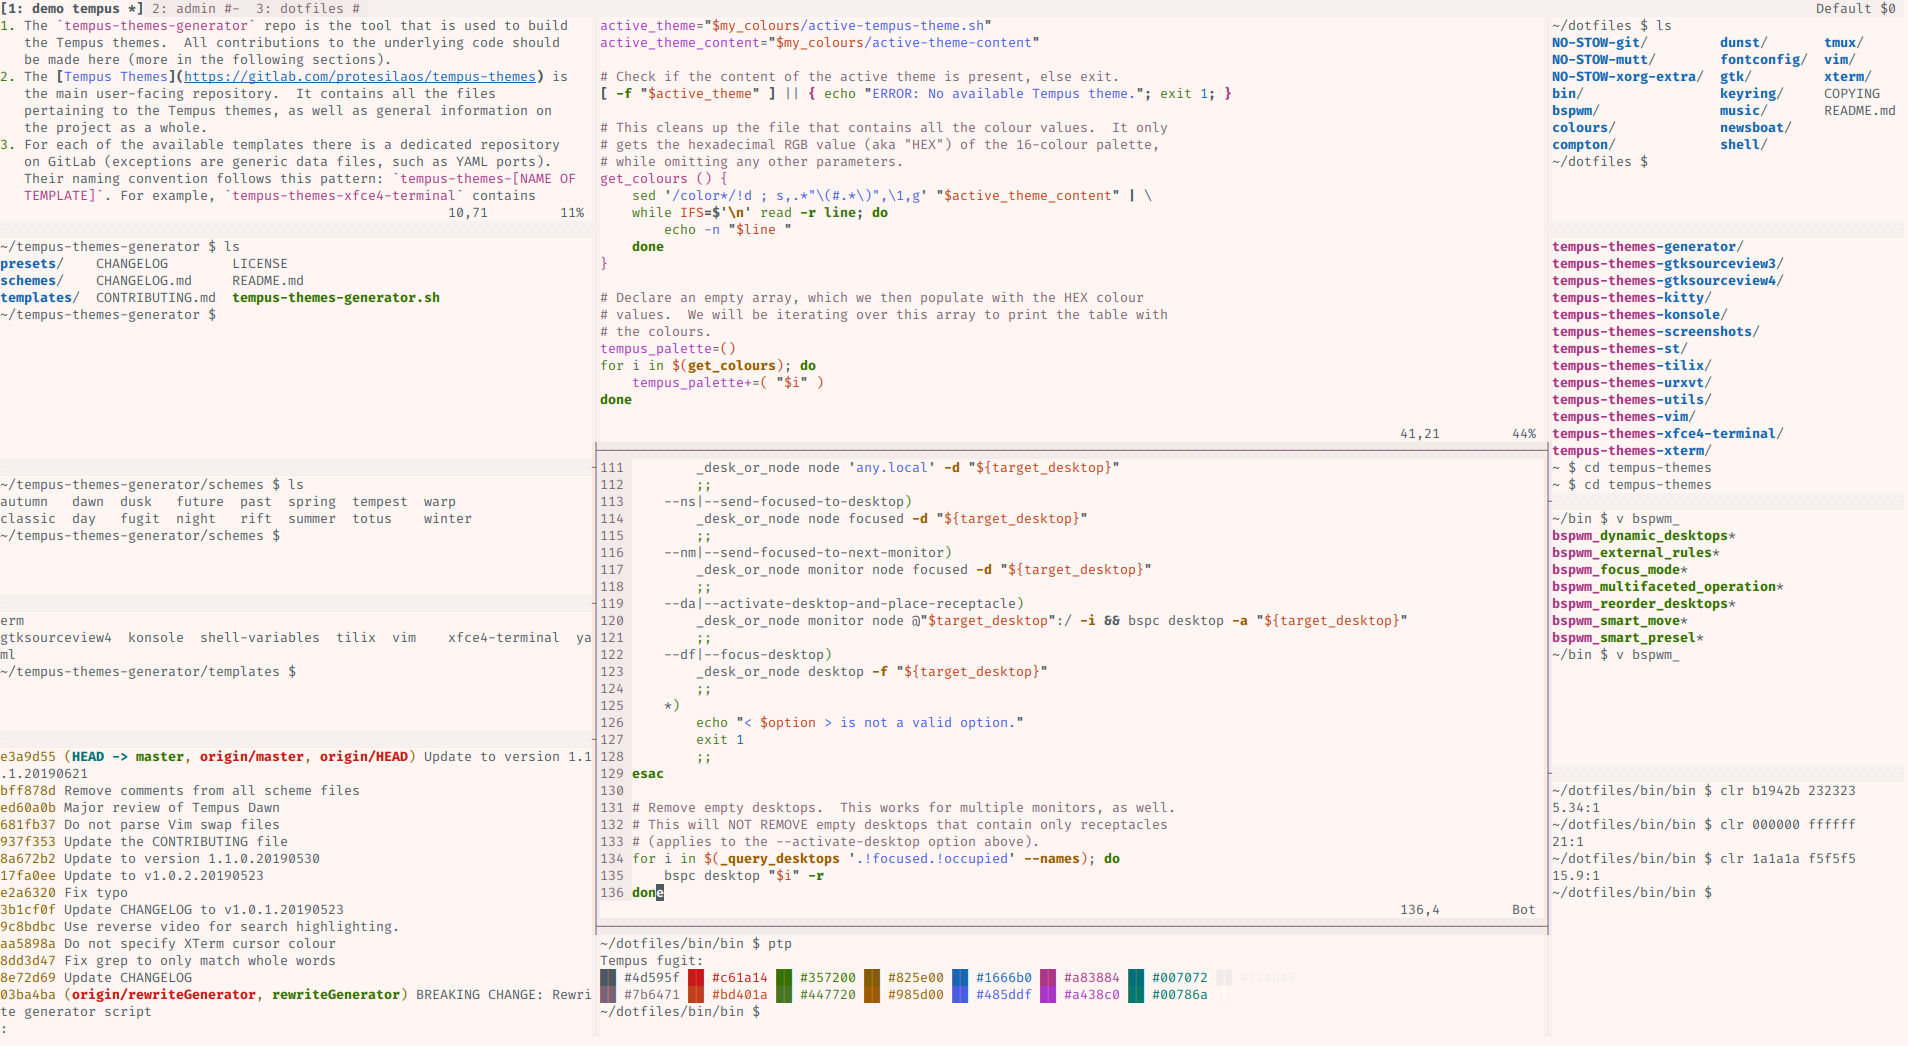 [1: demo tempus *] 2: admin #- 3: dotfiles # Default $0
1. The `tempus-themes-generator` repo is the tool that is used to build
the Tempus themes.  All contributions to the underlying code should
be made here (more in the following sections).
2. The [Tempus Themes](https://gitlab.com/protesilaos/tempus-themes) is
the main user-facing repository.  It contains all the files
pertaining to the Tempus themes, as well as general information on
the project as a whole.
3. For each of the available templates there is a dedicated repository
on GitLab (exceptions are generic data files, such as YAML ports).
Their naming convention follows this pattern: `tempus-themes-[NAME OF
TEMPLATE]`. For example, `tempus-themes-xfce4-terminal` contains
10,71 11%
~/tempus-themes-generator $ ls
presets/ CHANGELOG LICENSE
schemes/ CHANGELOG.md README.md
templates/ CONTRIBUTING.md tempus-themes-generator.sh
~/tempus-themes-generator $
~/tempus-themes-generator/schemes $ ls
autumn dawn dusk future past spring tempest warp
classic day fugit night rift summer totus winter
~/tempus-themes-generator/schemes $
erm
gtksourceview4 konsole shell-variables tilix vim xfce4-terminal ya
ml
~/tempus-themes-generator/templates $
e3a9d55 (HEAD -> master, origin/master, origin/HEAD) Update to version 1.1
.1.20190621
bff878d Remove comments from all scheme files
ed60a0b Major review of Tempus Dawn
681fb37 Do not parse Vim swap files
937f353 Update the CONTRIBUTING file
8a672b2 Update to version 1.1.0.20190530
17fa0ee Update to v1.0.2.20190523
e2a6320 Fix typo
3b1cf0f Update CHANGELOG to v1.0.1.20190523
9c8bdbc Use reverse video for search highlighting.
aa5898a Do not specify XTerm cursor colour
8dd3d47 Fix grep to only match whole words
8e72d69 Update CHANGELOG
03ba4ba (origin/rewriteGenerator, rewriteGenerator) BREAKING CHANGE: Rewri
te generator script
:
active_theme="$my_colours/active-tempus-theme.sh"
active_theme_content="$my_colours/active-theme-content"
# Check if the content of the active theme is present, else exit.
[ -f "$active_theme" ] || { echo "ERROR: No available Tempus theme."; exit 1; }
# This cleans up the file that contains all the colour values.  It only
# gets the hexadecimal RGB value (aka "HEX") of the 16-colour palette,
# while omitting any other parameters.
get_colours () {
sed '/color*/!d ; s,.*"\(#.*\)",\1,g' "$active_theme_content" | \
while IFS=$'\n' read -r line; do
echo -n "$line "
done
}
# Declare an empty array, which we then populate with the HEX colour
# values.  We will be iterating over this array to print the table with
# the colours.
tempus_palette=()
for i in $(get_colours); do
tempus_palette+=( "$i" )
done
41,21 44%
111 _desk_or_node node 'any.local' -d "${target_desktop}"
112 ;;
113 --ns|--send-focused-to-desktop)
114 _desk_or_node node focused -d "${target_desktop}"
115 ;;
116 --nm|--send-focused-to-next-monitor)
117 _desk_or_node monitor node focused -d "${target_desktop}"
118 ;;
119 --da|--activate-desktop-and-place-receptacle)
120 _desk_or_node monitor node @"$target_desktop":/ -i && bspc desktop -a "${target_desktop}"
121 ;;
122 --df|--focus-desktop)
123 _desk_or_node desktop -f "${target_desktop}"
124 ;;
125 *)
126 echo "< $option > is not a valid option."
127 exit 1
128 ;;
129 esac
130
131 # Remove empty desktops.  This works for multiple monitors, as well.
132 # This will NOT REMOVE empty desktops that contain only receptacles
133 # (applies to the --activate-desktop option above).
134 for i in $(_query_desktops '.!focused.!occupied' --names); do
135 bspc desktop "$i" -r
136 done
136,4 Bot
~/dotfiles/bin/bin $ ptp
Tempus fugit:
#4d595f #c61a14 #357200 #825e00 #1666b0 #a83884 #007072 #f2ebe9
#7b6471 #bd401a #447720 #985d00 #485ddf #a438c0 #00786a
~/dotfiles/bin/bin $
~/dotfiles $ ls
NO-STOW-git/ dunst/ tmux/
NO-STOW-mutt/ fontconfig/ vim/
NO-STOW-xorg-extra/ gtk/ xterm/
bin/ keyring/ COPYING
bspwm/ music/ README.md
colours/ newsboat/
compton/ shell/
~/dotfiles $
tempus-themes-generator/
tempus-themes-gtksourceview3/
tempus-themes-gtksourceview4/
tempus-themes-kitty/
tempus-themes-konsole/
tempus-themes-screenshots/
tempus-themes-st/
tempus-themes-tilix/
tempus-themes-urxvt/
tempus-themes-utils/
tempus-themes-vim/
tempus-themes-xfce4-terminal/
tempus-themes-xterm/
~ $ cd tempus-themes
~ $ cd tempus-themes
~/bin $ v bspwm_
bspwm_dynamic_desktops*
bspwm_external_rules*
bspwm_focus_mode*
bspwm_multifaceted_operation*
bspwm_reorder_desktops*
bspwm_smart_move*
bspwm_smart_presel*
~/bin $ v bspwm_
~/dotfiles/bin/bin $ clr b1942b 232323
5.34:1
~/dotfiles/bin/bin $ clr 000000 ffffff
21:1
~/dotfiles/bin/bin $ clr 1a1a1a f5f5f5
15.9:1
~/dotfiles/bin/bin $